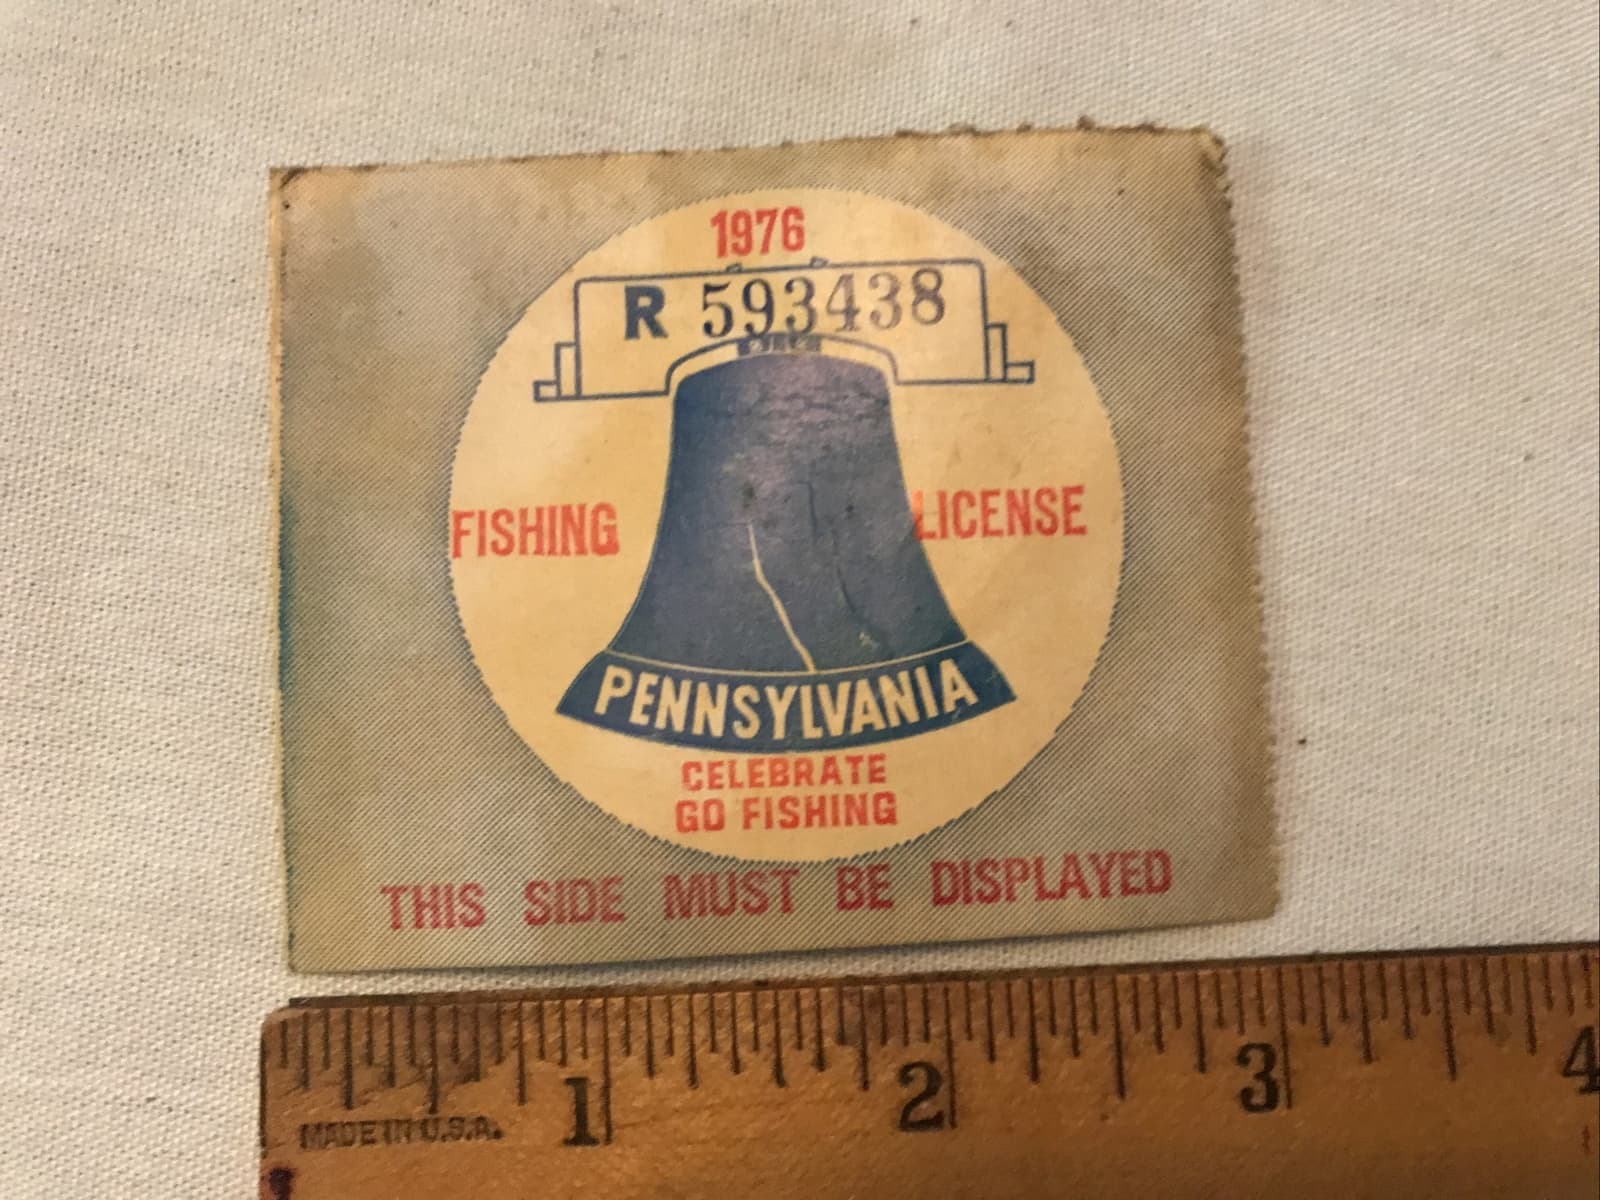 1976
R 593438
FISHING LICENSE
PENNSYLVANIA
CELEBRATE
GO FISHING
THIS SIDE MUST BE DISPLAYED
1 2 3 4
MADE IN U.S.A.